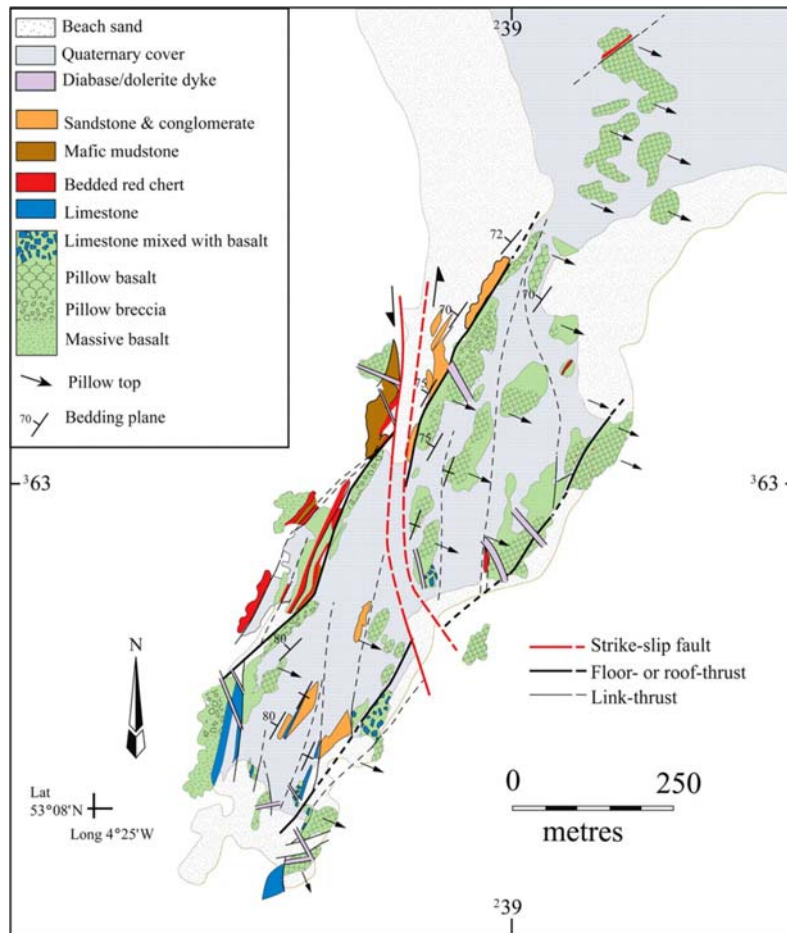 Beach sand
Quaternary cover
Diabase/dolerite dyke
Sandstone & conglomerate
Mafic mudstone
Bedded red chert
Limestone
Limestone mixed with basalt
Pillow basalt
Pillow breccia
Massive basalt
Pillow top
70 Bedding plane
²39
72
70
70
75
75
³63
³63
80
80
N
Strike-slip fault
Floor- or roof-thrust
Link-thrust
Lat
53°08'N
Long 4°25'W
0 250
metres
²39